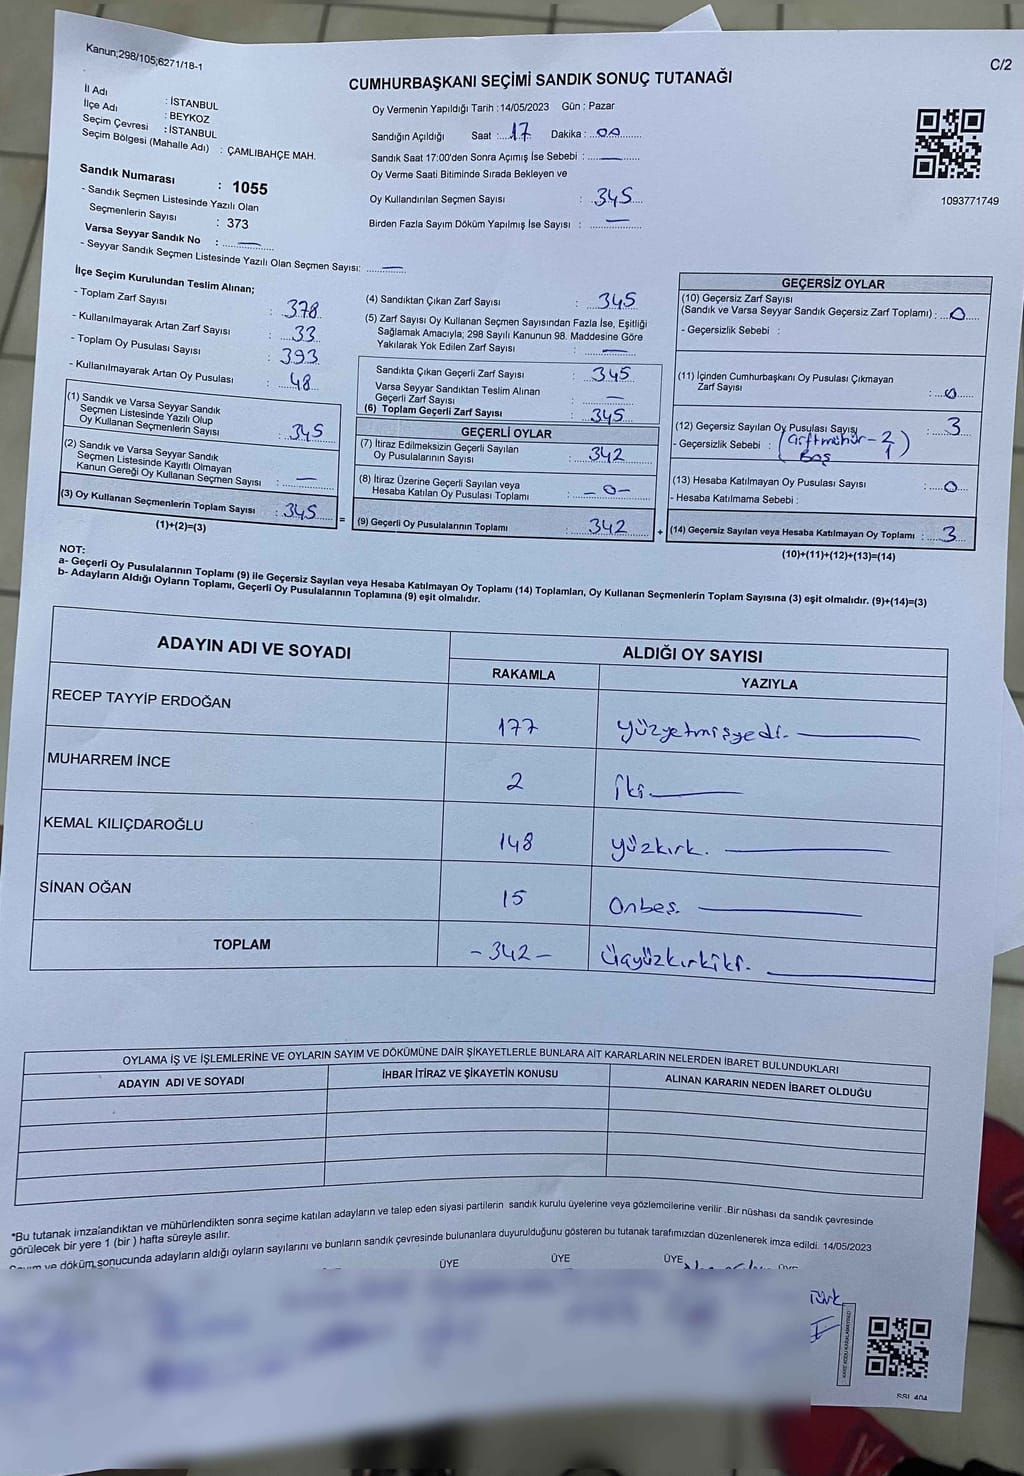 Kanun;298/105;6271/18-1
C/2
CUMHURBAŞKANI SEÇİMİ SANDIK SONUÇ TUTANAĞI
İl Adı : İSTANBUL
İlçe Adı : BEYKOZ
Seçim Çevresi : İSTANBUL
Seçim Bölgesi (Mahalle Adı) : ÇAMLIBAHÇE MAH.
Sandık Numarası : 1055
- Sandık Seçmen Listesinde Yazılı Olan
Seçmenlerin Sayısı : 373
Varsa Seyyar Sandık No : —
- Seyyar Sandık Seçmen Listesinde Yazılı Olan Seçmen Sayısı: —
Oy Vermenin Yapıldığı Tarih :14/05/2023 Gün : Pazar
Sandığın Açıldığı Saat : 17 Dakika : 00
Sandık Saat 17:00'den Sonra Açımış İse Sebebi : —
Oy Verme Saati Bitiminde Sırada Bekleyen ve
Oy Kullandırılan Seçmen Sayısı : 345
Birden Fazla Sayım Döküm Yapılmış İse Sayısı : —
1093771749
İlçe Seçim Kurulundan Teslim Alınan;
- Toplam Zarf Sayısı : 378
- Kullanılmayarak Artan Zarf Sayısı : 33
- Toplam Oy Pusulası Sayısı : 393
- Kullanılmayarak Artan Oy Pusulası : 48
(1) Sandık ve Varsa Seyyar Sandık
Seçmen Listesinde Yazılı Olup
Oy Kullanan Seçmenlerin Sayısı : 345
(2) Sandık ve Varsa Seyyar Sandık
Seçmen Listesinde Kayıtlı Olmayan
Kanun Gereği Oy Kullanan Seçmen Sayısı : —
(3) Oy Kullanan Seçmenlerin Toplam Sayısı : 345
(1)+(2)=(3)
=
(4) Sandıktan Çıkan Zarf Sayısı : 345
(5) Zarf Sayısı Oy Kullanan Seçmen Sayısından Fazla İse, Eşitliği
Sağlamak Amacıyla; 298 Sayılı Kanunun 98. Maddesine Göre
Yakılarak Yok Edilen Zarf Sayısı : —
Sandıkta Çıkan Geçerli Zarf Sayısı : 345
Varsa Seyyar Sandıktan Teslim Alınan
Geçerli Zarf Sayısı : —
(6) Toplam Geçerli Zarf Sayısı : 345
GEÇERLİ OYLAR
(7) İtiraz Edilmeksizin Geçerli Sayılan
Oy Pusulalarının Sayısı : 342
(8) İtiraz Üzerine Geçerli Sayılan veya
Hesaba Katılan Oy Pusulası Toplamı : -0-
(9) Geçerli Oy Pusulalarının Toplamı : 342
+
GEÇERSİZ OYLAR
(10) Geçersiz Zarf Sayısı
(Sandık ve Varsa Seyyar Sandık Geçersiz Zarf Toplamı) : 0
- Geçersizlik Sebebi :
(11) İçinden Cumhurbaşkanı Oy Pusulası Çıkmayan
Zarf Sayısı : 0
(12) Geçersiz Sayılan Oy Pusulası Sayısı : 3
- Geçersizlik Sebebi : (Çiftmühür-2
Boş 1)
(13) Hesaba Katılmayan Oy Pusulası Sayısı : 0
- Hesaba Katılmama Sebebi :
(14) Geçersiz Sayılan veya Hesaba Katılmayan Oy Toplamı : 3
(10)+(11)+(12)+(13)=(14)
NOT:
a- Geçerli Oy Pusulalarının Toplamı (9) ile Geçersiz Sayılan veya Hesaba Katılmayan Oy Toplamı (14) Toplamları, Oy Kullanan Seçmenlerin Toplam Sayısına (3) eşit olmalıdır. (9)+(14)=(3)
b- Adayların Aldığı Oyların Toplamı, Geçerli Oy Pusulalarının Toplamına (9) eşit olmalıdır.
ADAYIN ADI VE SOYADI
ALDIĞI OY SAYISI
RAKAMLA YAZIYLA
RECEP TAYYİP ERDOĞAN 177 yüzyetmişyedi.
MUHARREM İNCE 2 İki
KEMAL KILIÇDAROĞLU 148 yüzkırk.
SİNAN OĞAN 15 Onbeş.
TOPLAM -342- Üçyüzkırkiki.
OYLAMA İŞ VE İŞLEMLERİNE VE OYLARIN SAYIM VE DÖKÜMÜNE DAİR ŞİKAYETLERLE BUNLARA AİT KARARLARIN NELERDEN İBARET BULUNDUKLARI
ADAYIN ADI VE SOYADI İHBAR İTİRAZ VE ŞİKAYETİN KONUSU ALINAN KARARIN NEDEN İBARET OLDUĞU
*Bu tutanak imzalandıktan ve mühürlendikten sonra seçime katılan adayların ve talep eden siyasi partilerin sandık kurulu üyelerine veya gözlemcilerine verilir .Bir nüshası da sandık çevresinde
görülecek bir yere 1 (bir ) hafta süreyle asılır.
Sayım ve döküm sonucunda adayların aldığı oyların sayılarını ve bunların sandık çevresinde bulunanlara duyurulduğunu gösteren bu tutanak tarafımızdan düzenlenerek imza edildi. 14/05/2023
ÜYE ÜYE ÜYE ÜYE
Türk